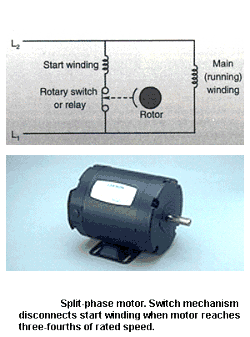 L2
Start winding
Main
(running)
winding
Rotary switch
or relay
Rotor
L1
Split-phase motor. Switch mechanism
disconnects start winding when motor reaches
three-fourths of rated speed.